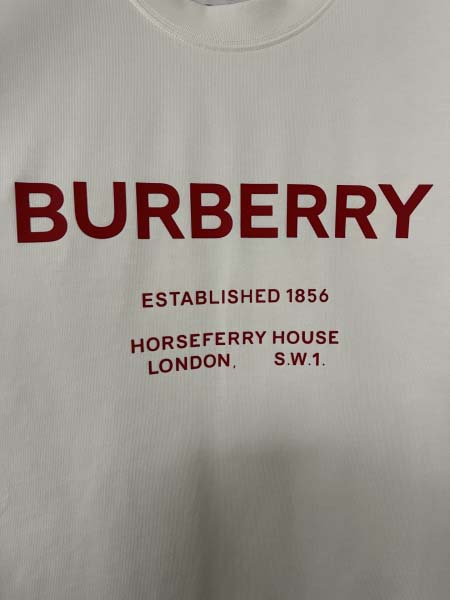 BURBERRY
ESTABLISHED 1856
HORSEFERRY HOUSE
LONDON, S.W.1.